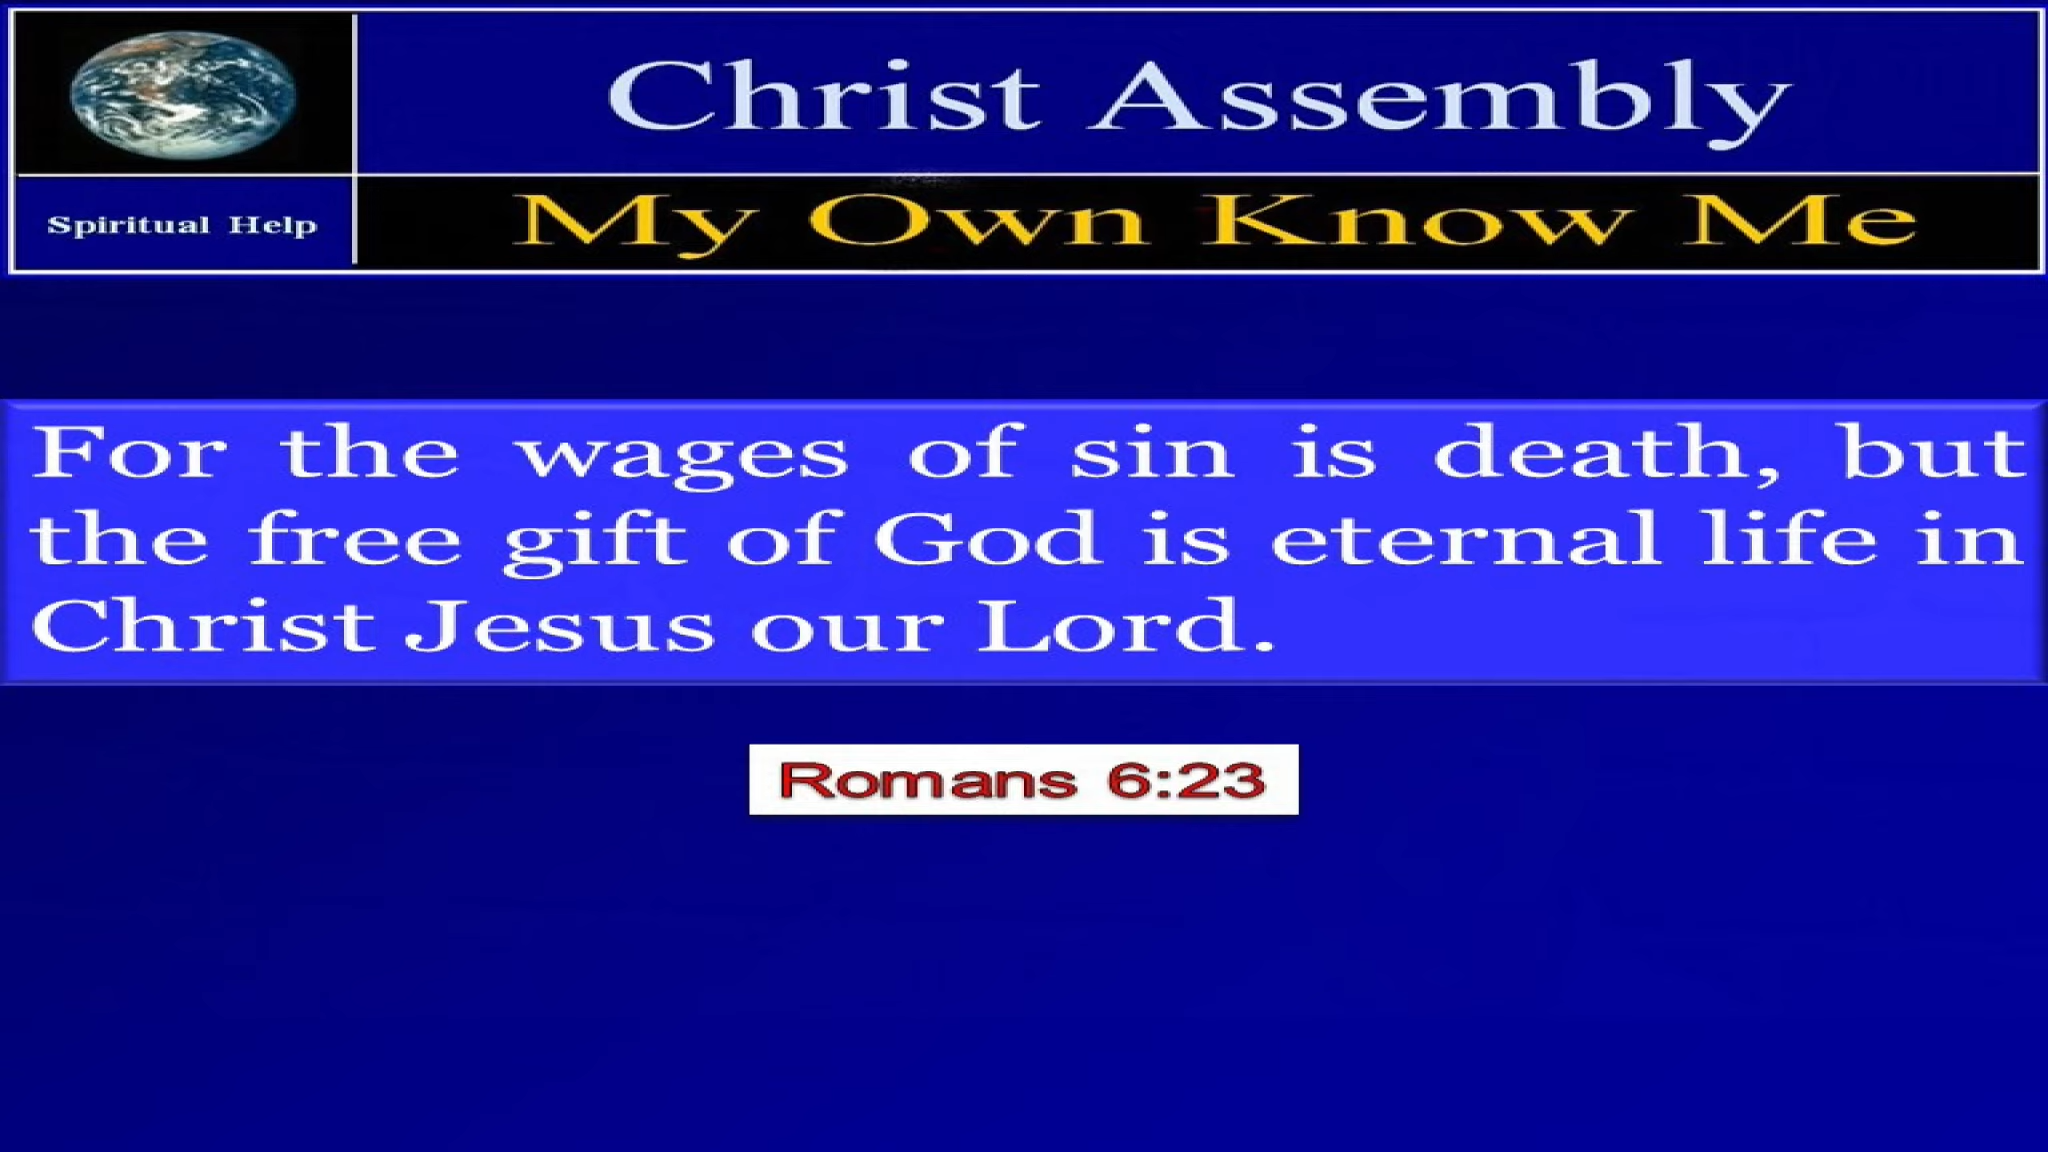 Christ Assembly
Spiritual Help
My Own Know Me
For the wages of sin is death, but
the free gift of God is eternal life in
Christ Jesus our Lord.
Romans 6:23